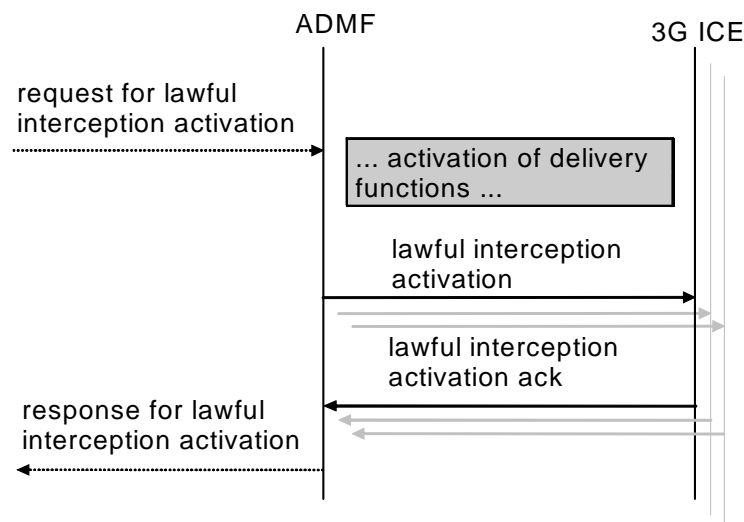 ADMF
3G ICE
request for lawful
interception activation
... activation of delivery
functions ...
lawful interception
activation
lawful interception
activation ack
response for lawful
interception activation